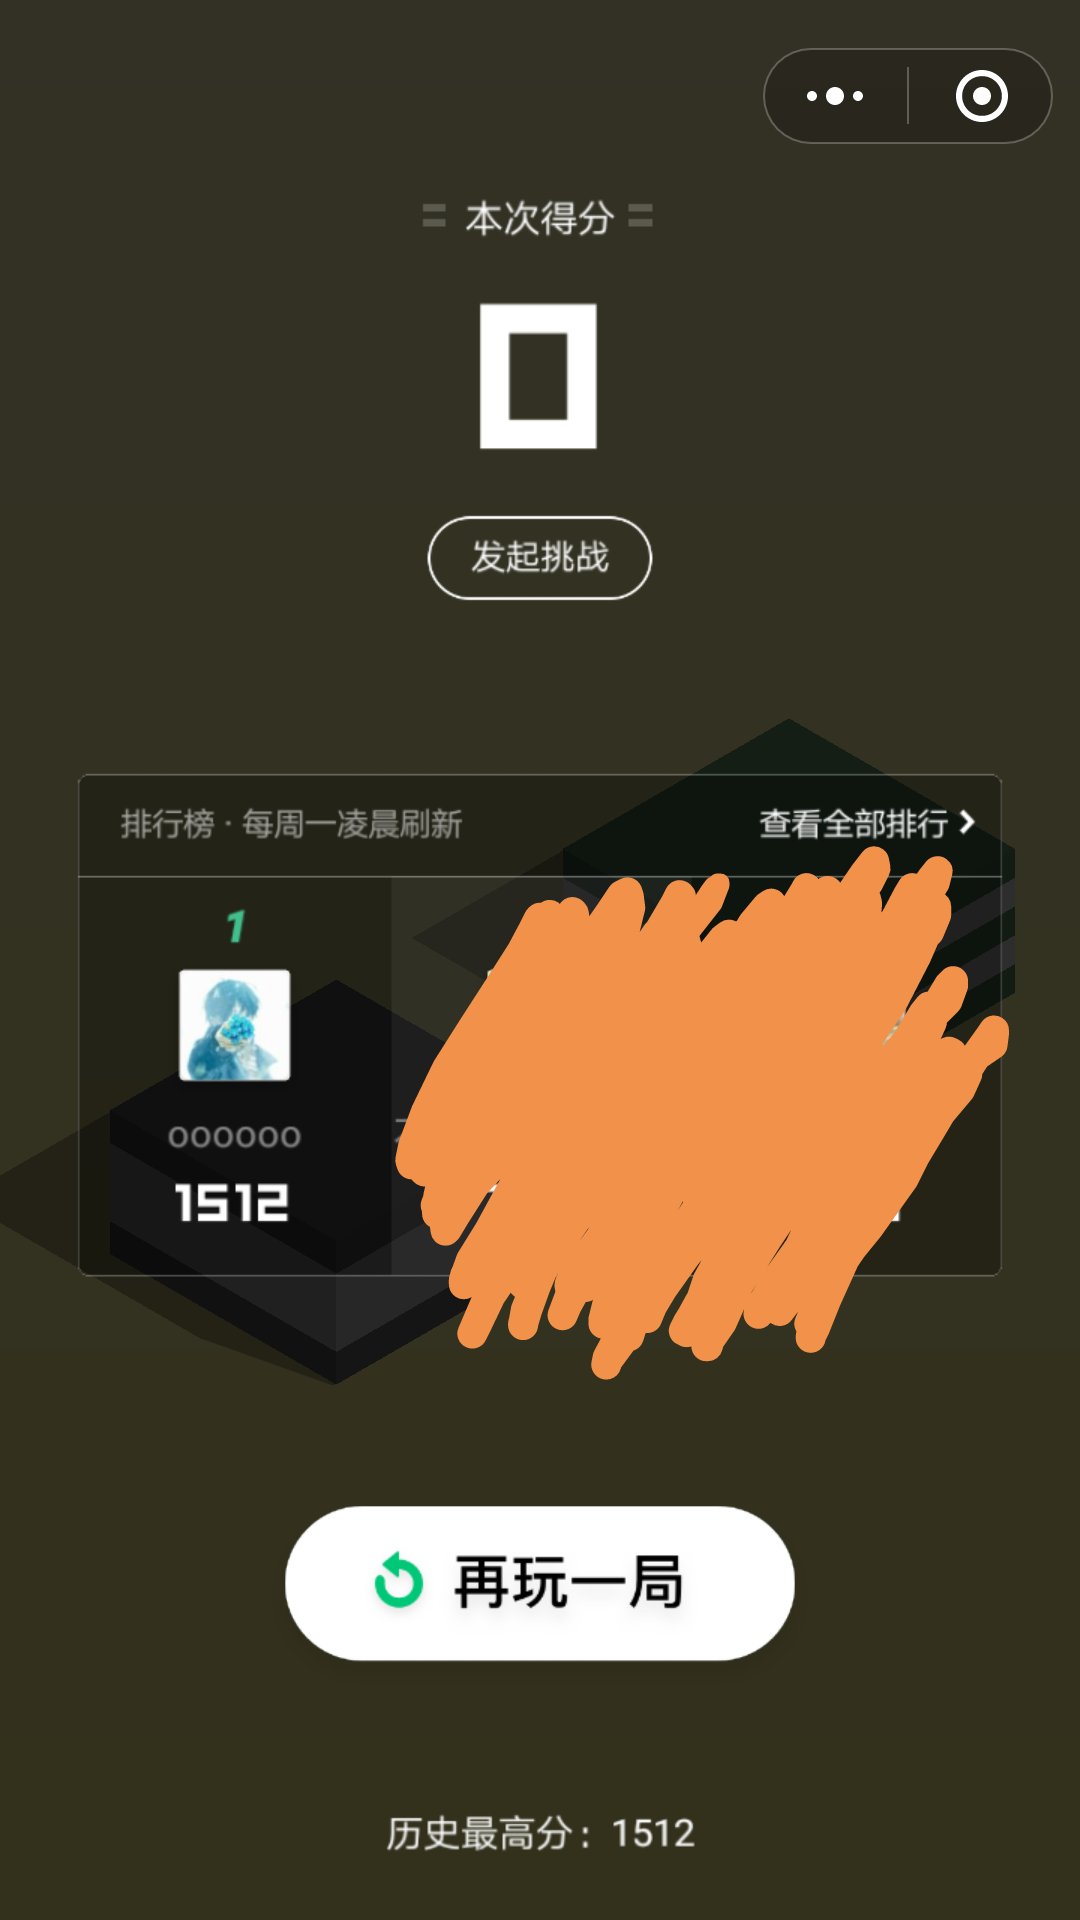 本次得分
0
发起挑战
排行榜 · 每周一凌晨刷新
查看全部排行
1
oooooo
1512
再玩一局
历史最高分：1512